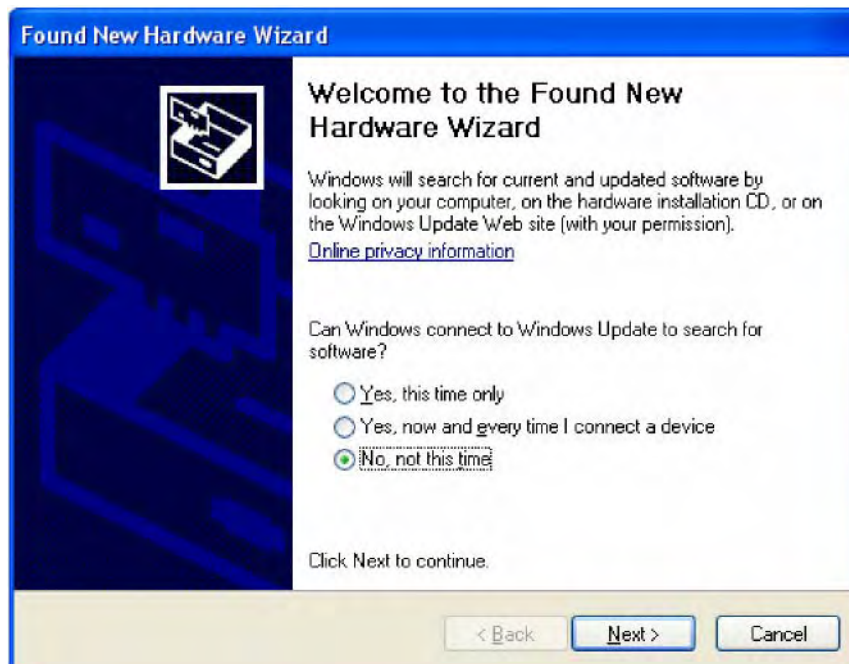 Found New Hardware Wizard
Welcome to the Found New
Hardware Wizard
Windows will search for current and updated software by
looking on your computer, on the hardware installation CD, or on
the Windows Update Web site (with your permission).
Online privacy information
Can Windows connect to Windows Update to search for
software?
Yes, this time only
Yes, now and every time I connect a device
No, not this time
Click Next to continue.
< Back
Next >
Cancel